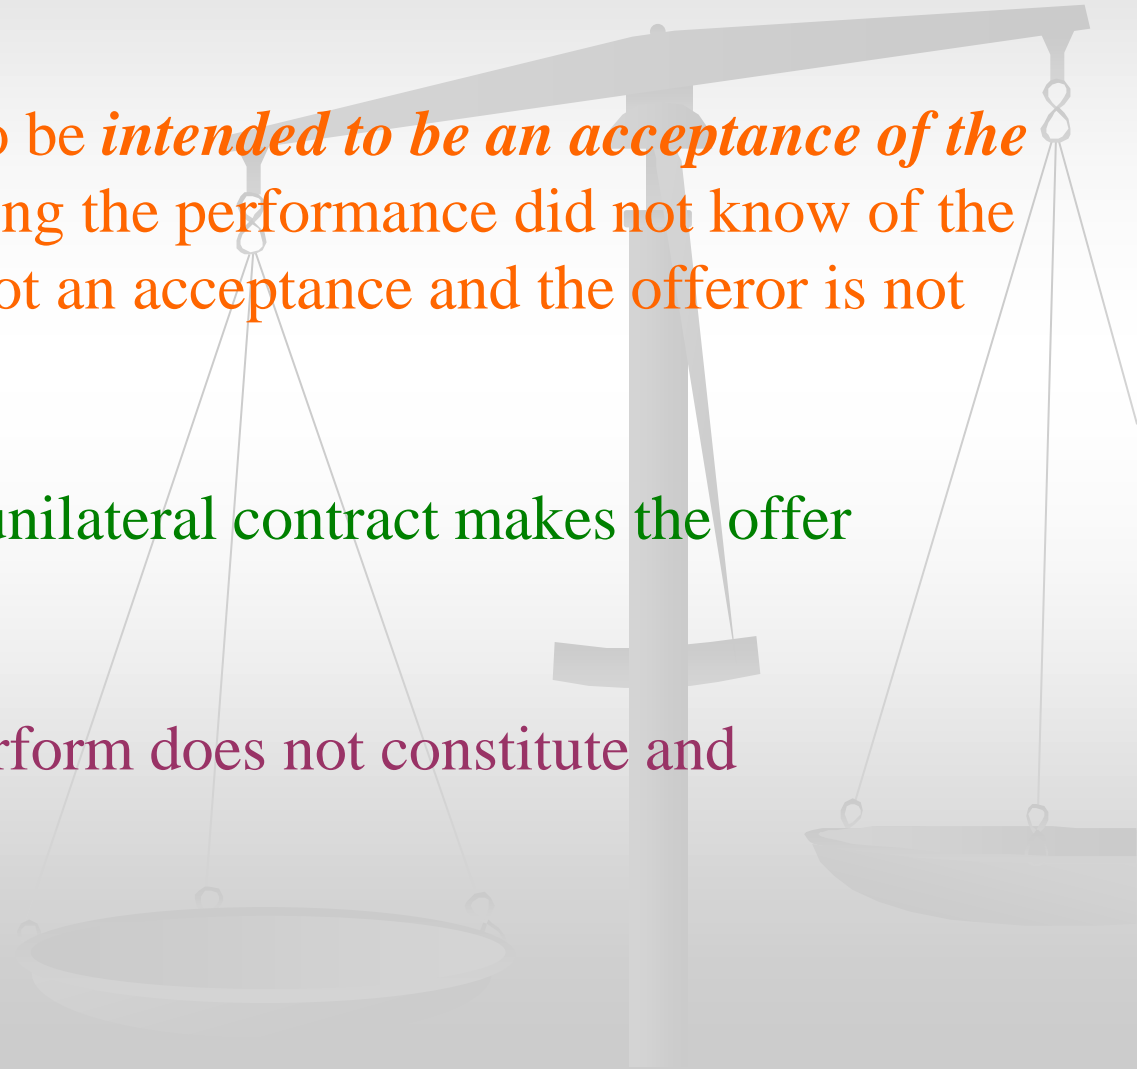 be intended to be an acceptance of the
ing the performance did not know of the
ot an acceptance and the offeror is not
unilateral contract makes the offer
rform does not constitute and